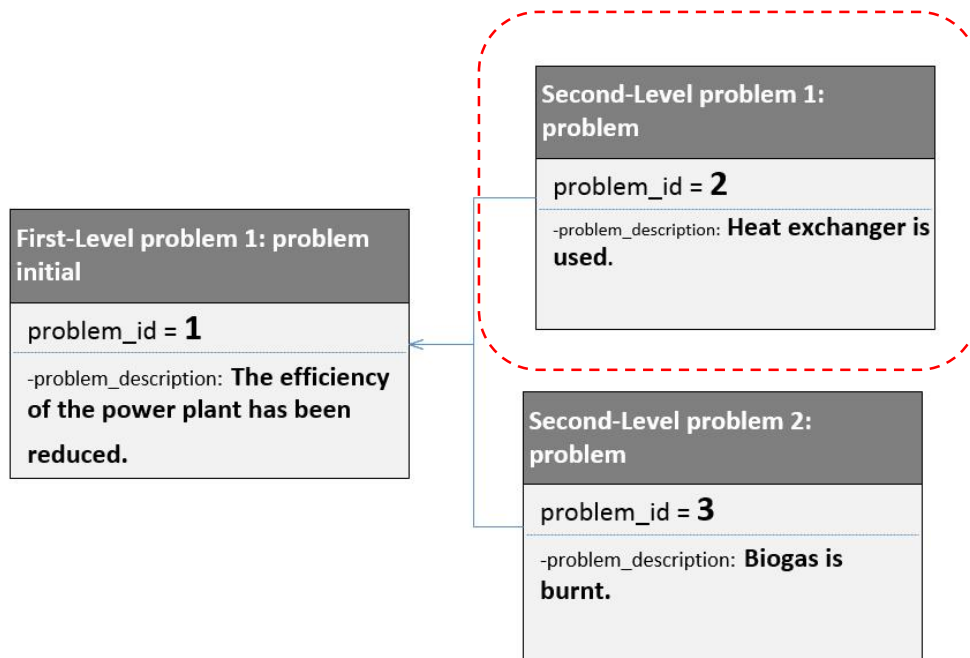 First-Level problem 1: problem
initial
problem_id = 1
-problem_description: The efficiency
of the power plant has been
reduced.
Second-Level problem 1:
problem
problem_id = 2
-problem_description: Heat exchanger is
used.
Second-Level problem 2:
problem
problem_id = 3
-problem_description: Biogas is
burnt.